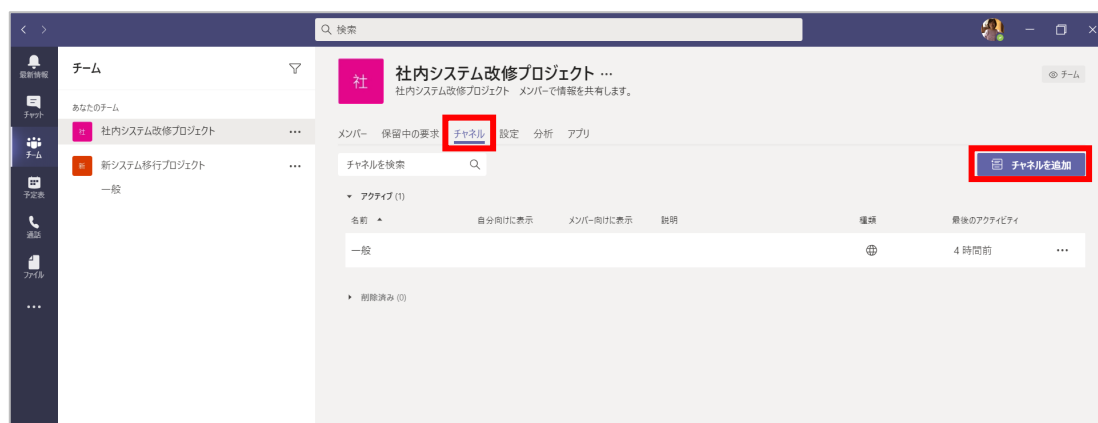 検索
最新情報
チャット
チーム
予定表
通話
ファイル
チーム
あなたのチーム
社 社内システム改修プロジェクト
新 新システム移行プロジェクト
一般
社 社内システム改修プロジェクト …
社内システム改修プロジェクト メンバーで情報を共有します。
チーム
メンバー 保留中の要求 チャネル 設定 分析 アプリ
チャネルを検索
チャネルを追加
アクティブ (1)
名前 自分向けに表示 メンバー向けに表示 説明 種類 最後のアクティビティ
一般 4 時間前
削除済み (0)